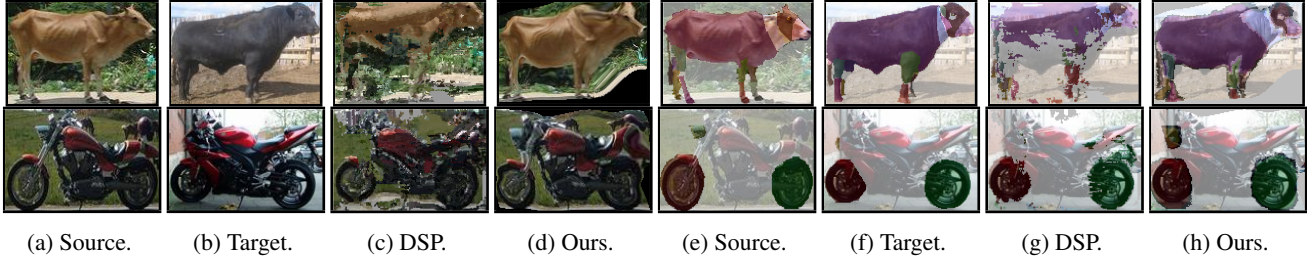 (a) Source. (b) Target. (c) DSP. (d) Ours. (e) Source. (f) Target. (g) DSP. (h) Ours.